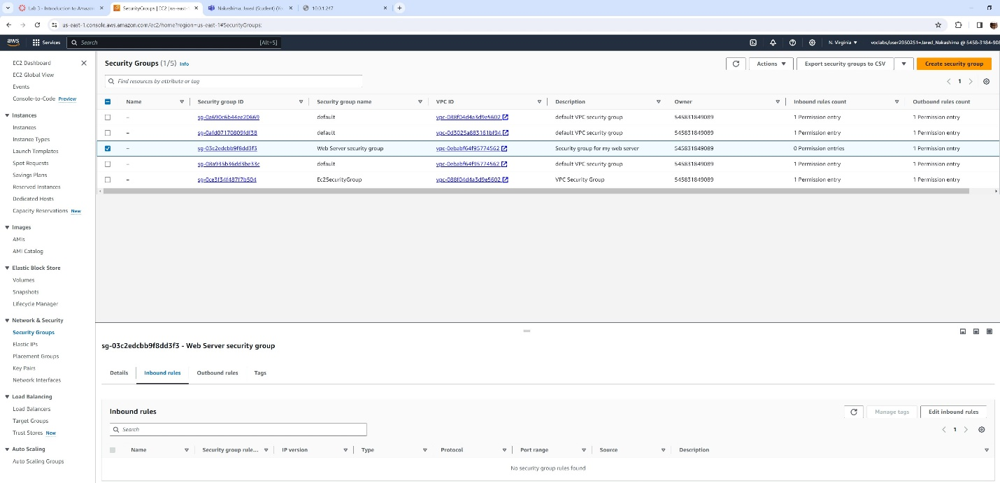 Lab 3 - Introduction to Amazon
SecurityGroups | EC2 | us-east-1
Nakashima, Jared (Student) (Yo
10.0.1.247
us-east-1.console.aws.amazon.com/ec2/home?region=us-east-1#SecurityGroups:
aws Services Search [Alt+S] N. Virginia ▼ voclabs/user2950251=Jared_Nakashima @ 5458-3184-908
EC2 Dashboard
EC2 Global View
Events
Console-to-Code Preview
Instances
Instances
Instance Types
Launch Templates
Spot Requests
Savings Plans
Reserved Instances
Dedicated Hosts
Capacity Reservations New
Images
AMIs
AMI Catalog
Elastic Block Store
Volumes
Snapshots
Lifecycle Manager
Network & Security
Security Groups
Elastic IPs
Placement Groups
Key Pairs
Network Interfaces
Load Balancing
Load Balancers
Target Groups
Trust Stores New
Auto Scaling
Auto Scaling Groups
Security Groups (1/5) Info
Actions ▼ Export security groups to CSV ▼ Create security group
Find resources by attribute or tag
1
Name Security group ID Security group name VPC ID Description Owner Inbound rules count Outbound rules count
– sg-0a690c6b44ee20669 default vpc-088f04d4a3d9e5602 default VPC security group 545831849089 1 Permission entry 1 Permission entry
– sg-0afd07170809fdf38 default vpc-0d3025a883161bf94 default VPC security group 545831849089 1 Permission entry 1 Permission entry
– sg-03c2edcbb9f8dd3f3 Web Server security group vpc-0ebabf64f95774562 Security group for my web server 545831849089 0 Permission entries 1 Permission entry
– sg-08a935b36dd3be33c default vpc-0ebabf64f95774562 default VPC security group 545831849089 1 Permission entry 1 Permission entry
– sg-0ce3f34f487f7b504 Ec2SecurityGroup vpc-088f04d4a3d9e5602 VPC Security Group 545831849089 1 Permission entry 1 Permission entry
sg-03c2edcbb9f8dd3f3 - Web Server security group
Details Inbound rules Outbound rules Tags
Inbound rules
Manage tags Edit inbound rules
Search
1
Name Security group rule... IP version Type Protocol Port range Source Description
No security group rules found